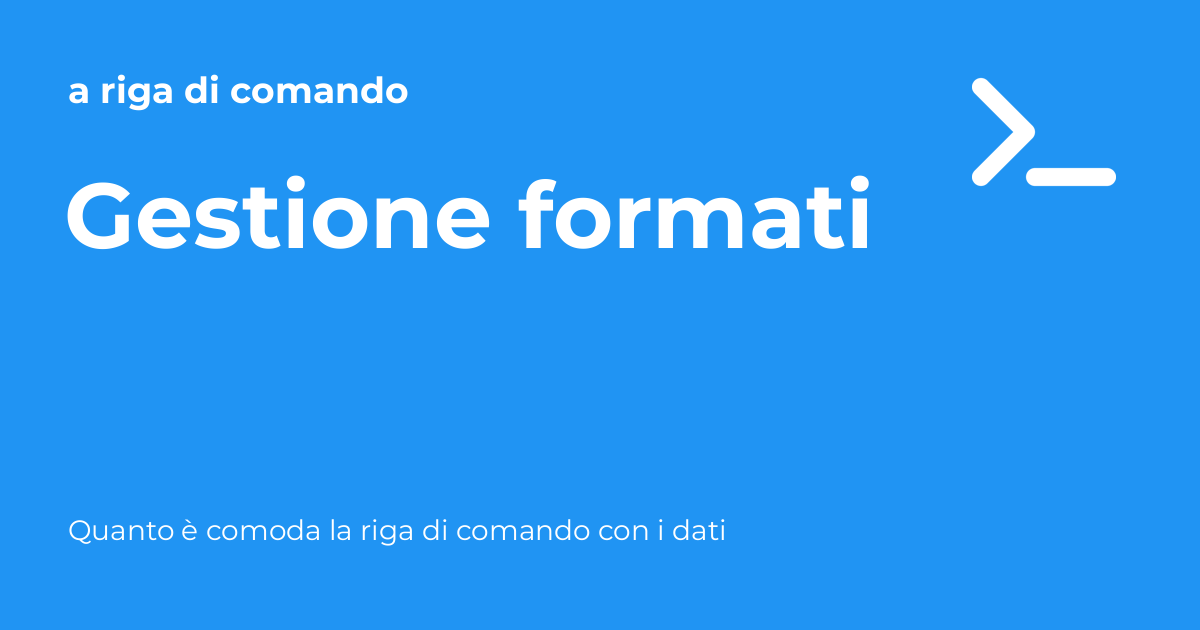 a riga di comando
Gestione formati
Quanto è comoda la riga di comando con i dati